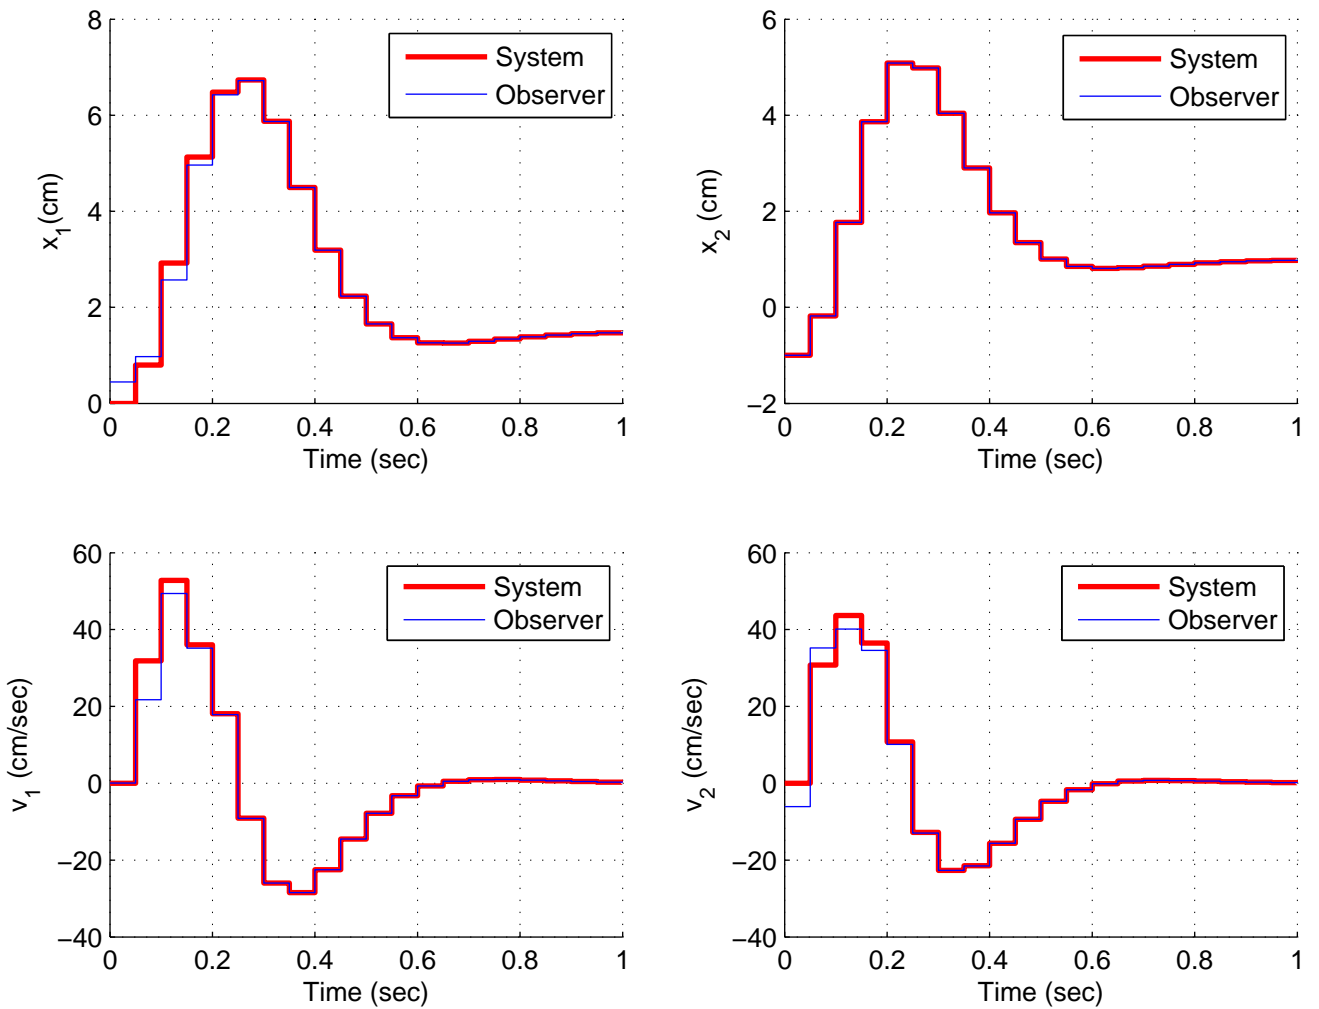 8
6
4
2
0
x1 (cm)
System
Observer
0 0.2 0.4 0.6 0.8 1
Time (sec)
6
4
2
0
−2
x2 (cm)
System
Observer
0 0.2 0.4 0.6 0.8 1
Time (sec)
60
40
20
0
−20
−40
v1 (cm/sec)
System
Observer
0 0.2 0.4 0.6 0.8 1
Time (sec)
60
40
20
0
−20
−40
v2 (cm/sec)
System
Observer
0 0.2 0.4 0.6 0.8 1
Time (sec)